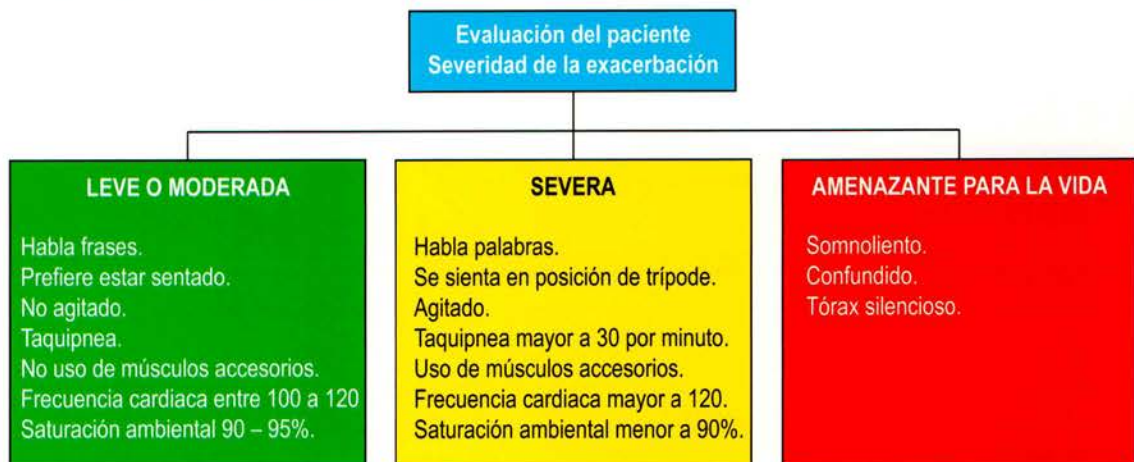 Evaluación del paciente
Severidad de la exacerbación
LEVE O MODERADA
Habla frases.
Prefiere estar sentado.
No agitado.
Taquipnea.
No uso de músculos accesorios.
Frecuencia cardiaca entre 100 a 120
Saturación ambiental 90 – 95%.
SEVERA
Habla palabras.
Se sienta en posición de trípode.
Agitado.
Taquipnea mayor a 30 por minuto.
Uso de músculos accesorios.
Frecuencia cardiaca mayor a 120.
Saturación ambiental menor a 90%.
AMENAZANTE PARA LA VIDA
Somnoliento.
Confundido.
Tórax silencioso.